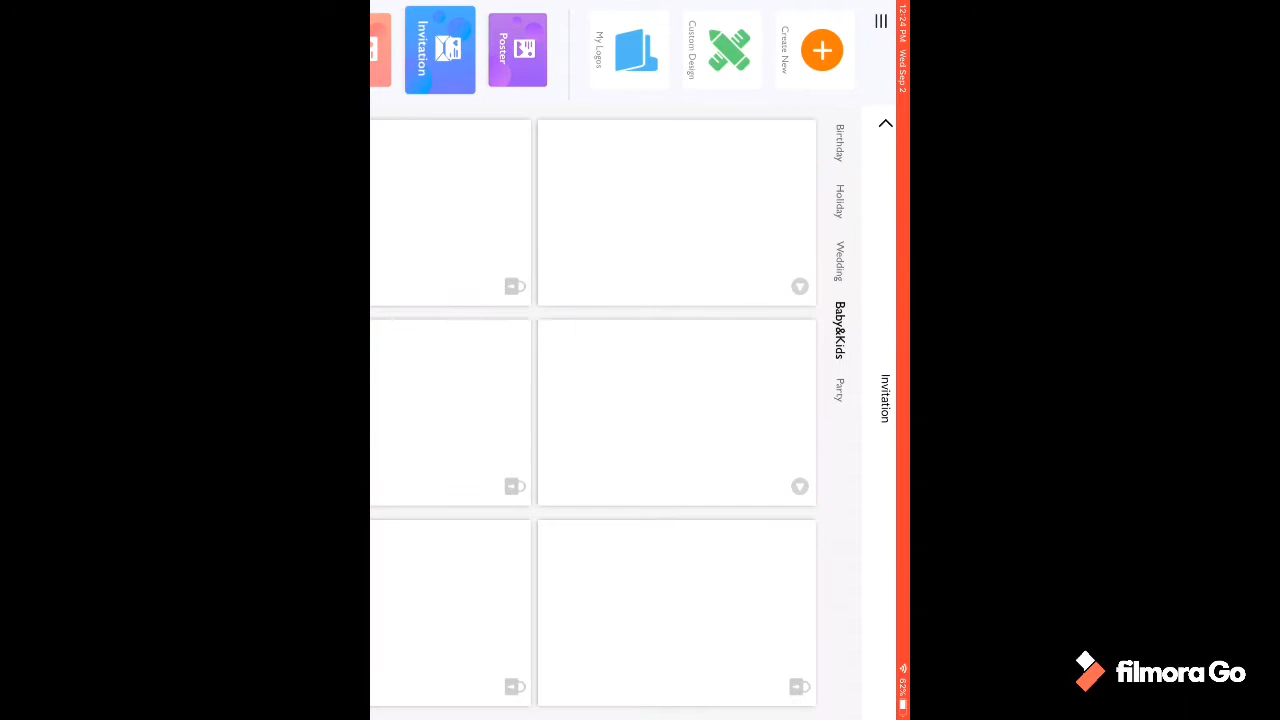 12:24 PM Wed Sep 2
62%
Invitation
Birthday Holiday Wedding Baby&Kids Party
Create New
Custom Design
My Logos
Poster
Invitation
filmora Go